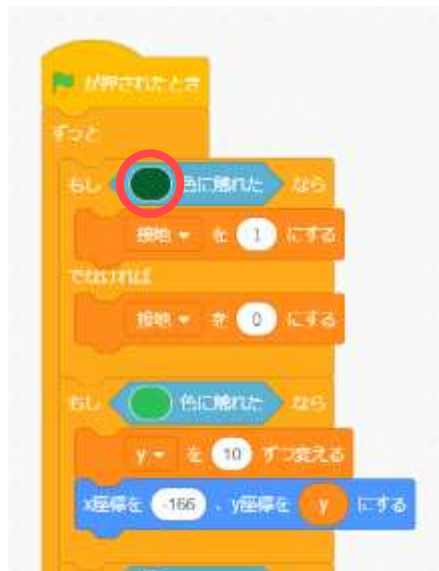 が押されたとき
ずっと
もし 色に触れた なら
接地 を 1 にする
でなければ
接地 を 0 にする
もし 色に触れた なら
y を 10 ずつ変える
x座標を -166 、y座標を y にする